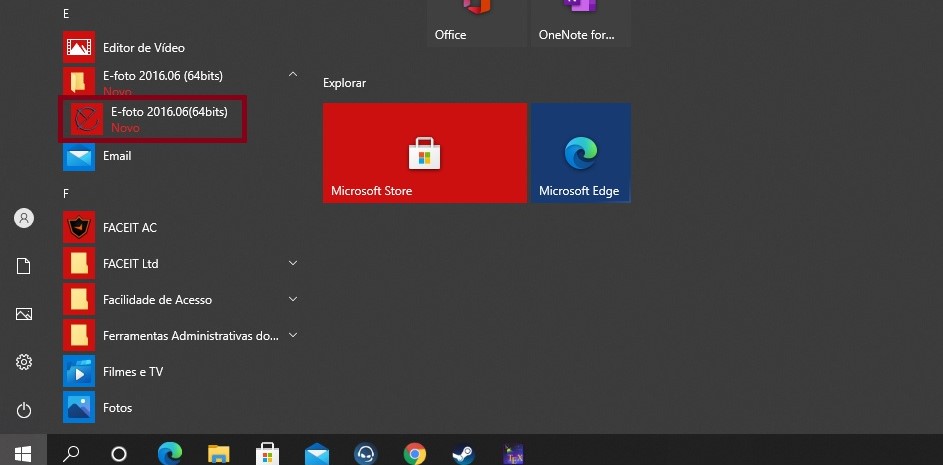 E
Editor de Vídeo
E-foto 2016.06 (64bits)
Novo
E-foto 2016.06(64bits)
Novo
Email
F
FACEIT AC
FACEIT Ltd
Facilidade de Acesso
Ferramentas Administrativas do...
Filmes e TV
Fotos
Office
OneNote for...
Explorar
Microsoft Store
Microsoft Edge